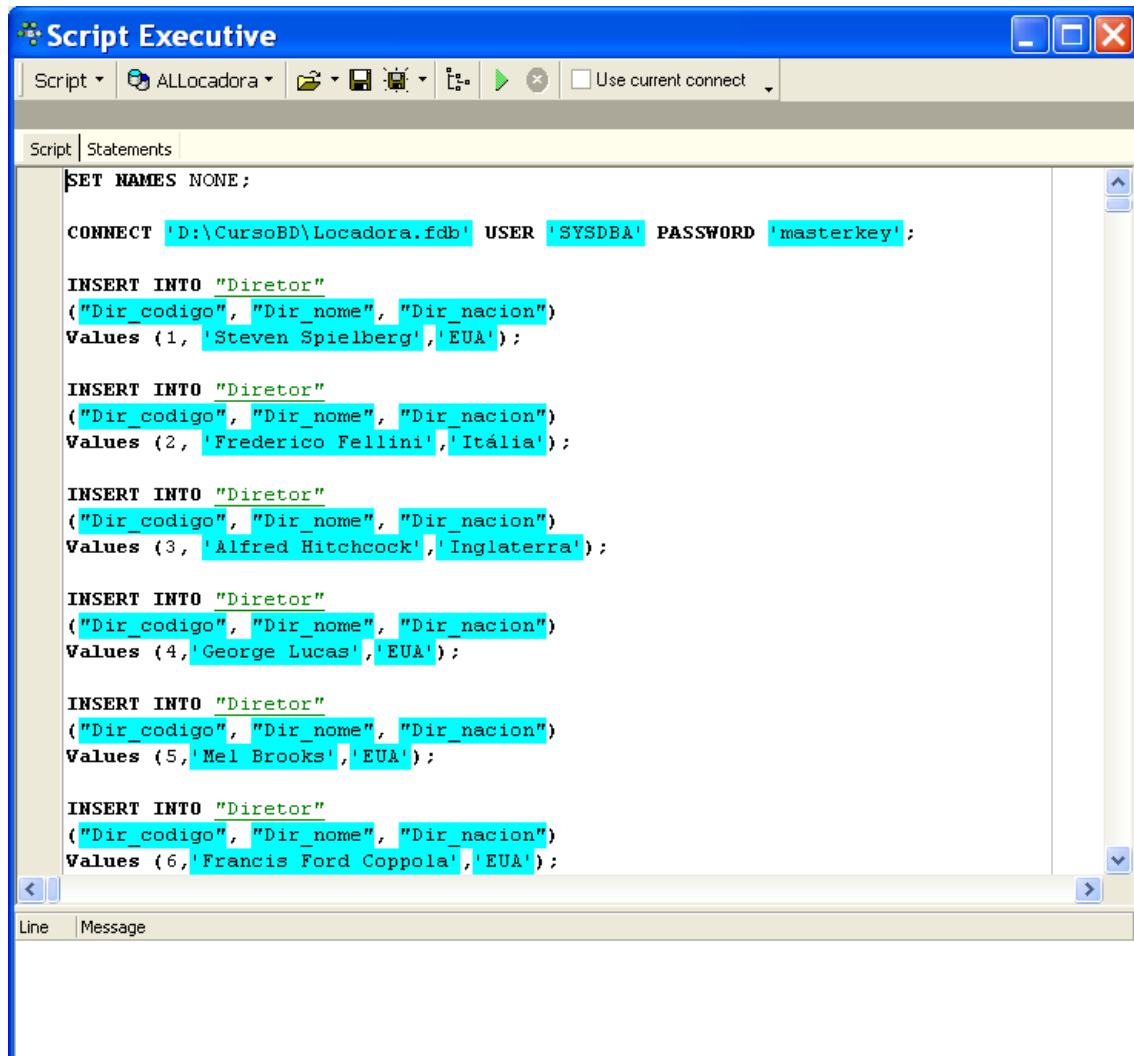 Script Executive
Script ALLocadora Use current connect
Script Statements
SET NAMES NONE;
CONNECT 'D:\CursoBD\Locadora.fdb' USER 'SYSDBA' PASSWORD 'masterkey';
INSERT INTO "Diretor"
("Dir_codigo", "Dir_nome", "Dir_nacion")
Values (1, 'Steven Spielberg','EUA');
INSERT INTO "Diretor"
("Dir_codigo", "Dir_nome", "Dir_nacion")
Values (2, 'Frederico Fellini','Itália');
INSERT INTO "Diretor"
("Dir_codigo", "Dir_nome", "Dir_nacion")
Values (3, 'Alfred Hitchcock','Inglaterra');
INSERT INTO "Diretor"
("Dir_codigo", "Dir_nome", "Dir_nacion")
Values (4,'George Lucas','EUA');
INSERT INTO "Diretor"
("Dir_codigo", "Dir_nome", "Dir_nacion")
Values (5,'Mel Brooks','EUA');
INSERT INTO "Diretor"
("Dir_codigo", "Dir_nome", "Dir_nacion")
Values (6,'Francis Ford Coppola','EUA');
Line Message